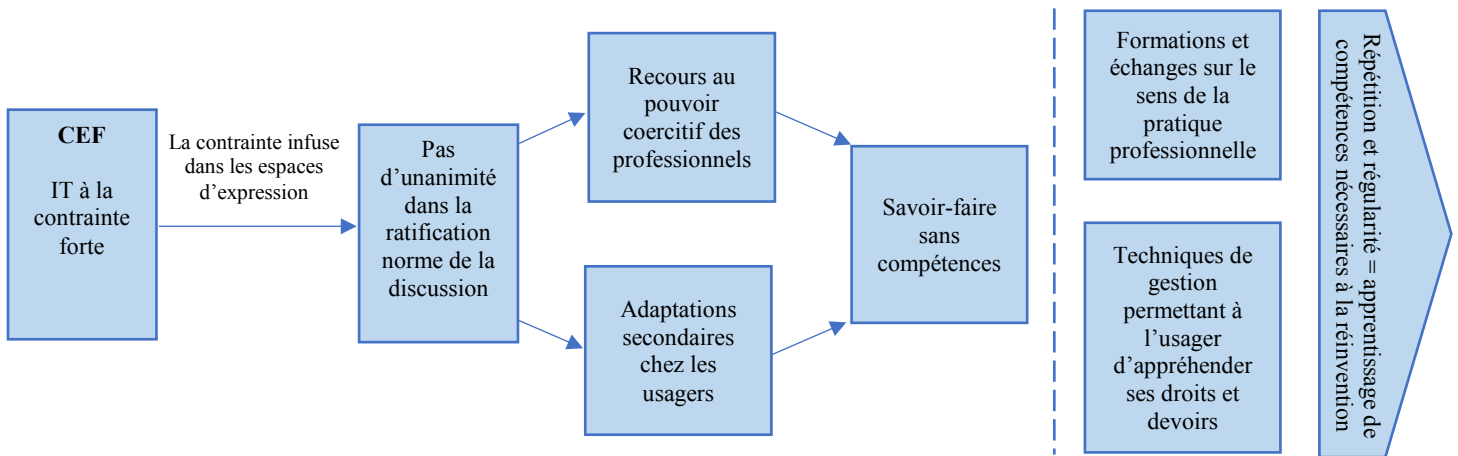 CEF
IT à la
contrainte
forte
La contrainte infuse
dans les espaces
d’expression
Pas
d’unanimité
dans la
ratification
norme de la
discussion
Recours au
pouvoir
coercitif des
professionnels
Adaptations
secondaires
chez les
usagers
Savoir-faire
sans
compétences
Formations et
échanges sur le
sens de la
pratique
professionnelle
Techniques de
gestion
permettant à
l’usager
d’appréhender
ses droits et
devoirs
Répétition et régularité = apprentissage de
compétences nécessaires à la réinvention